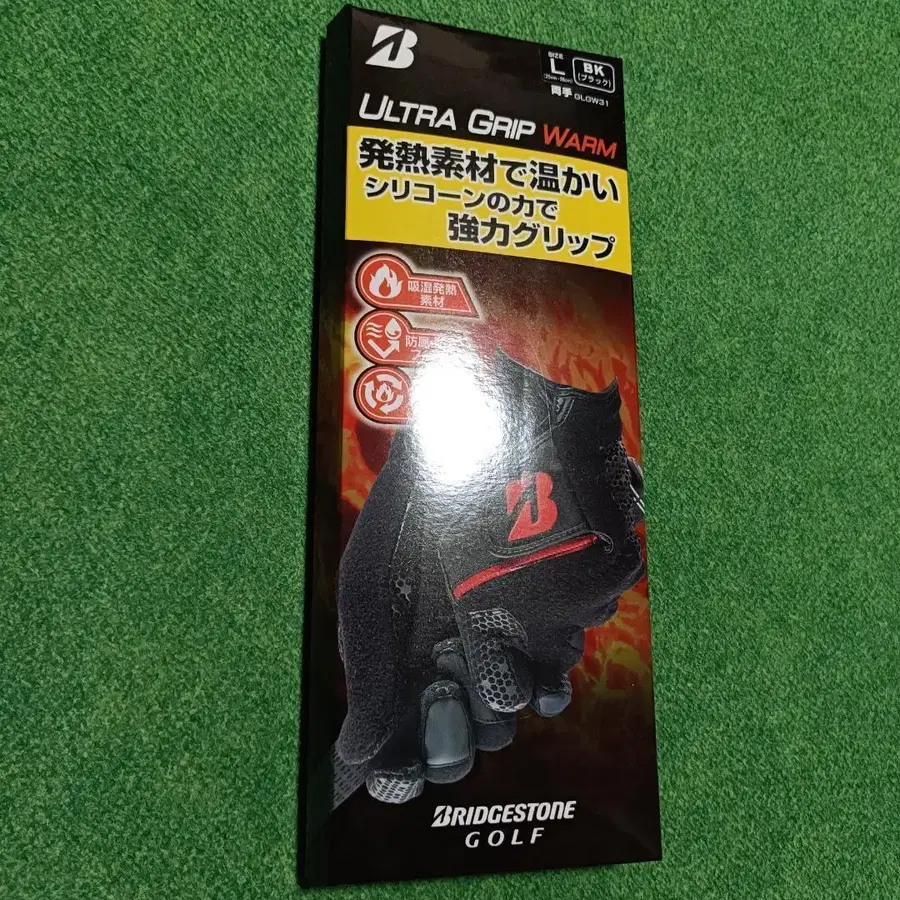 B
SIZE
L
BK
(ブラック)
両手 GLGW31
ULTRA GRIP WARM
発熱素材で温かい
シリコーンの力で
強力グリップ
吸湿発熱
素材
防風
フ
B
BRIDGESTONE
GOLF